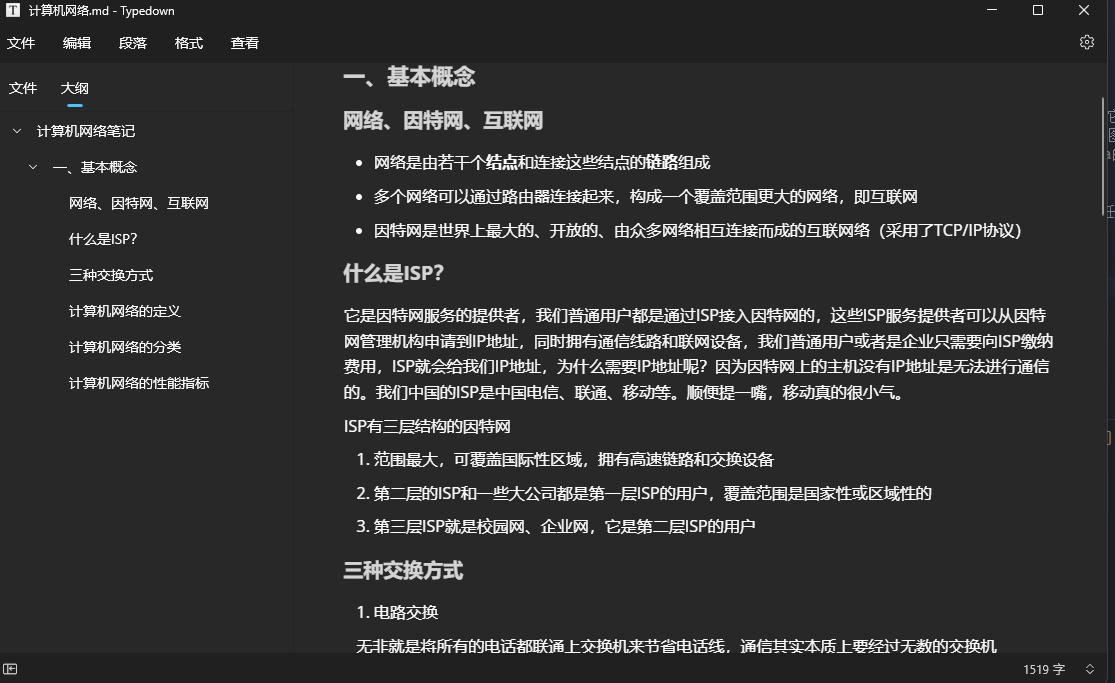 计算机网络.md - Typedown
文件 编辑 段落 格式 查看
文件 大纲
计算机网络笔记
一、基本概念
网络、因特网、互联网
什么是ISP?
三种交换方式
计算机网络的定义
计算机网络的分类
计算机网络的性能指标
一、基本概念
网络、因特网、互联网
网络是由若干个结点和连接这些结点的链路组成
多个网络可以通过路由器连接起来，构成一个覆盖范围更大的网络，即互联网
因特网是世界上最大的、开放的、由众多网络相互连接而成的互联网络（采用了TCP/IP协议）
什么是ISP?
它是因特网服务的提供者，我们普通用户都是通过ISP接入因特网的，这些ISP服务提供者可以从因特
网管理机构申请到IP地址，同时拥有通信线路和联网设备，我们普通用户或者是企业只需要向ISP缴纳
费用，ISP就会给我们IP地址，为什么需要IP地址呢？因为因特网上的主机没有IP地址是无法进行通信
的。我们中国的ISP是中国电信、联通、移动等。顺便提一嘴，移动真的很小气。
ISP有三层结构的因特网
1. 范围最大，可覆盖国际性区域，拥有高速链路和交换设备
2. 第二层的ISP和一些大公司都是第一层ISP的用户，覆盖范围是国家性或区域性的
3. 第三层ISP就是校园网、企业网，它是第二层ISP的用户
三种交换方式
1. 电路交换
无非就是将所有的电话都联通上交换机来节省电话线，通信其实本质上要经过无数的交换机
1519 字